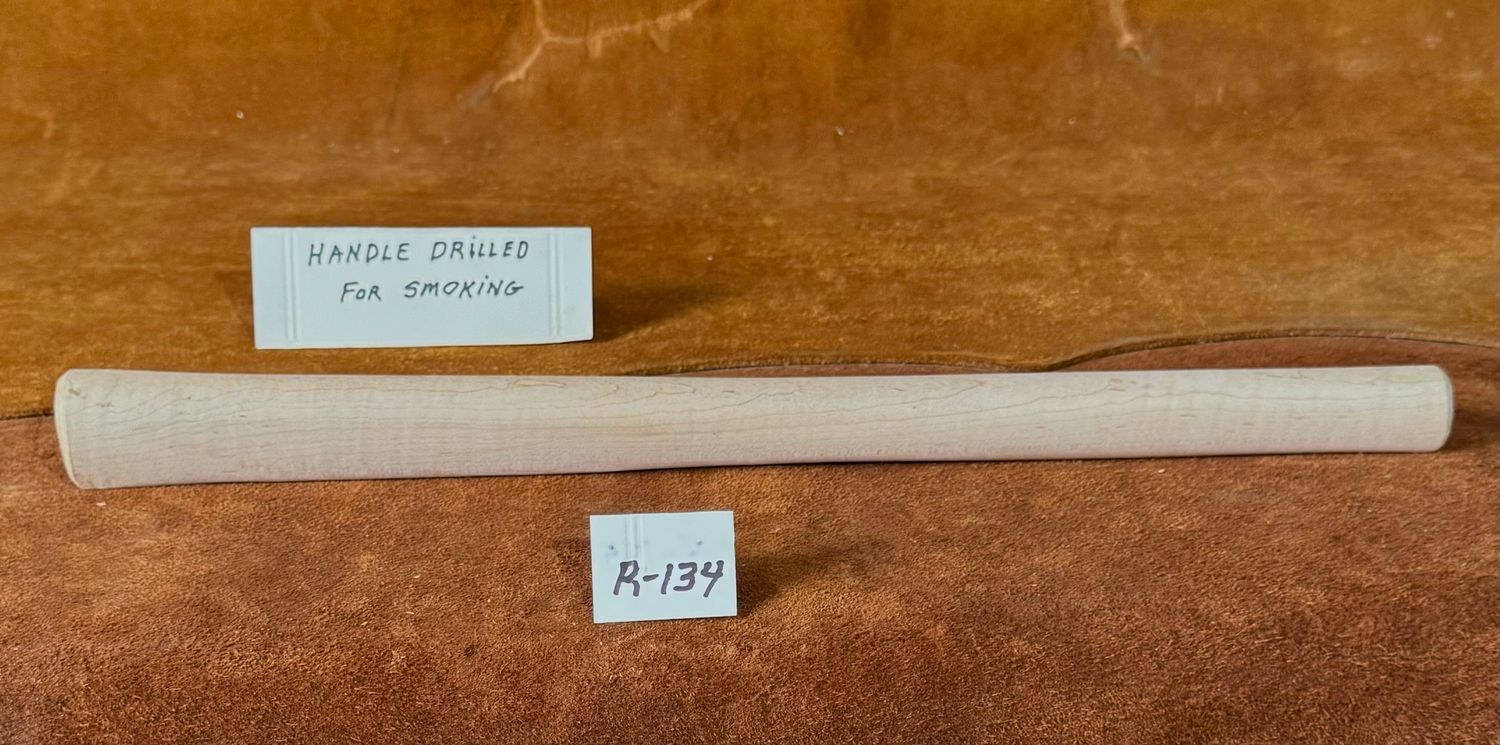 HANDLE DRILLED
FOR SMOKING
R-134